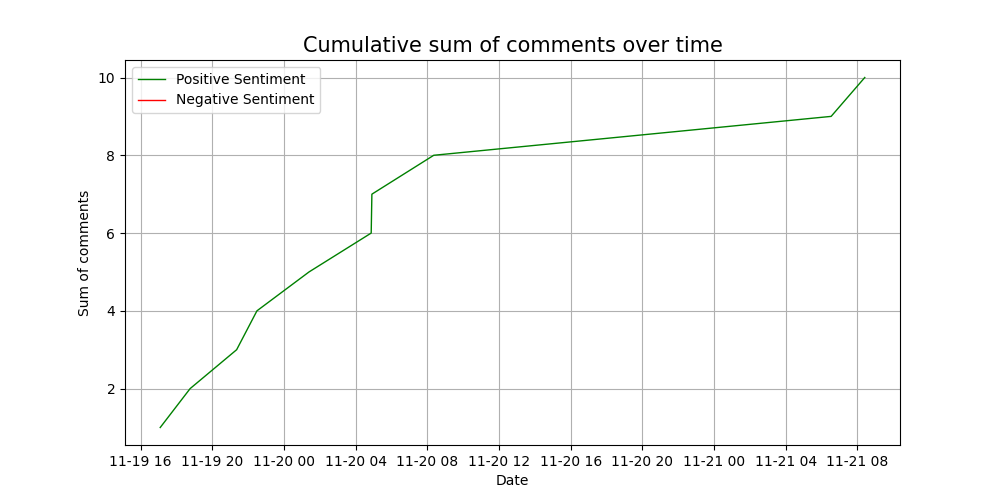 Cumulative sum of comments over time
Positive Sentiment
Negative Sentiment
10
8
6
4
2
Sum of comments
11-19 16 11-19 20 11-20 00 11-20 04 11-20 08 11-20 12 11-20 16 11-20 20 11-21 00 11-21 04 11-21 08
Date